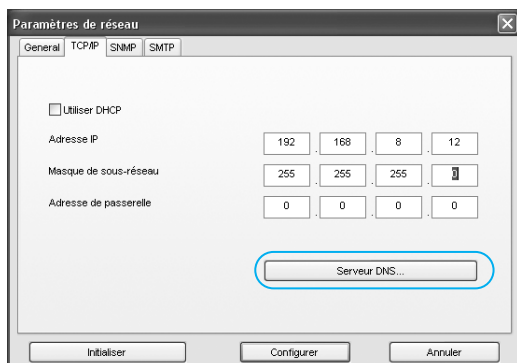 Paramètres de réseau
General TCP/IP SNMP SMTP
Utiliser DHCP
Adresse IP 192 . 168 . 8 . 12
Masque de sous-réseau 255 . 255 . 255 . 0
Adresse de passerelle 0 . 0 . 0 . 0
Serveur DNS...
Initialiser Configurer Annuler